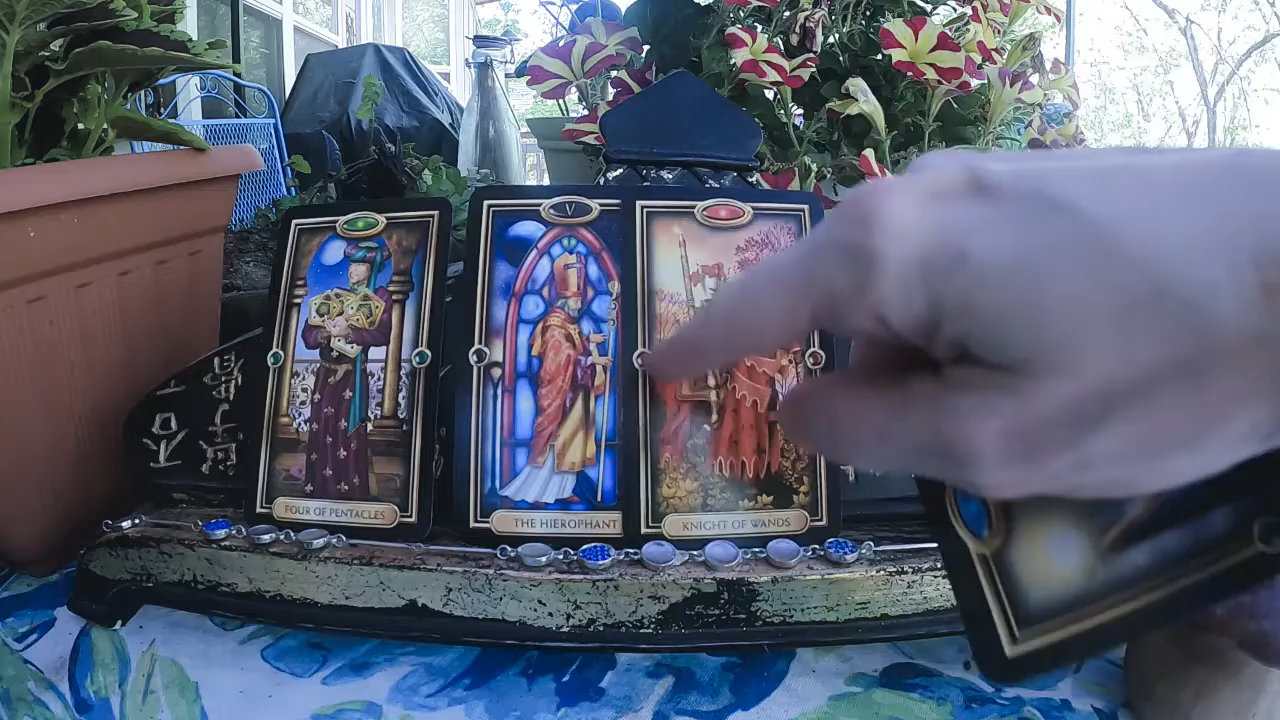 V
FOUR OF PENTACLES
THE HIEROPHANT
KNIGHT OF WANDS